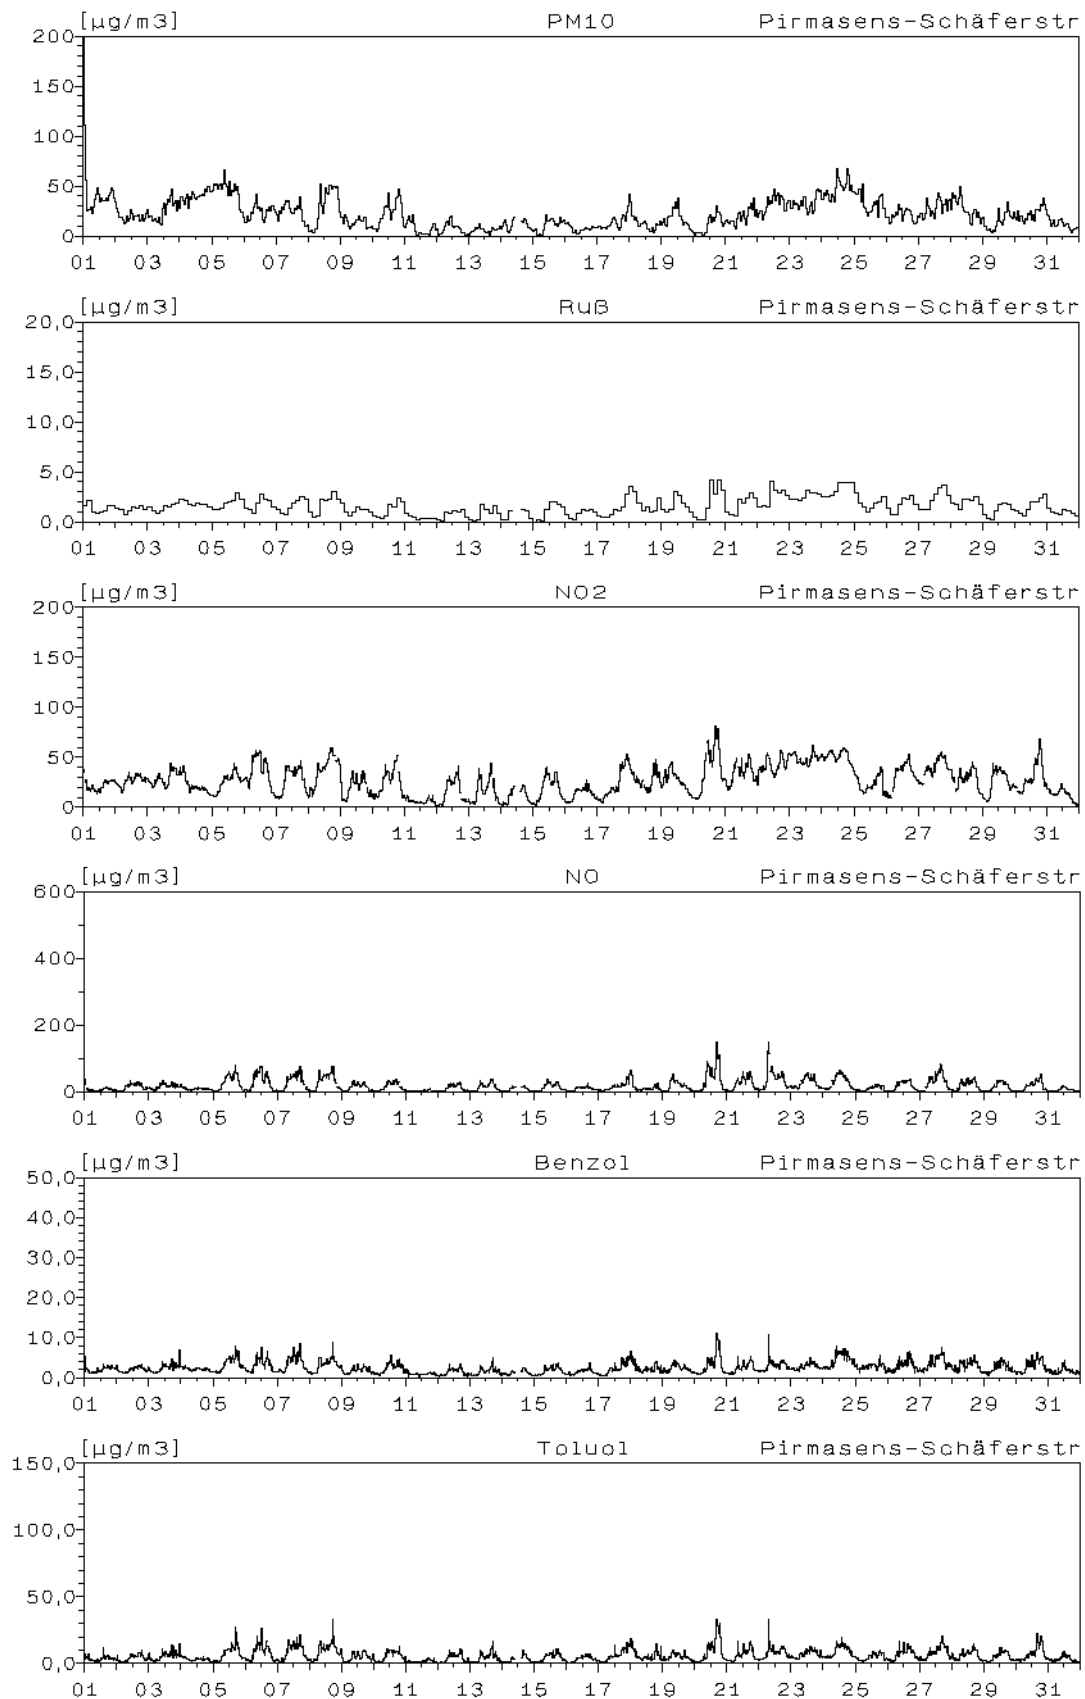 [µg/m3] PM10 Pirmasens-Schäferstr
200
150
100
50
0
01 03 05 07 09 11 13 15 17 19 21 23 25 27 29 31
[µg/m3] Ruß Pirmasens-Schäferstr
20,0
15,0
10,0
5,0
0,0
01 03 05 07 09 11 13 15 17 19 21 23 25 27 29 31
[µg/m3] NO2 Pirmasens-Schäferstr
200
150
100
50
0
01 03 05 07 09 11 13 15 17 19 21 23 25 27 29 31
[µg/m3] NO Pirmasens-Schäferstr
600
400
200
0
01 03 05 07 09 11 13 15 17 19 21 23 25 27 29 31
[µg/m3] Benzol Pirmasens-Schäferstr
50,0
40,0
30,0
20,0
10,0
0,0
01 03 05 07 09 11 13 15 17 19 21 23 25 27 29 31
[µg/m3] Toluol Pirmasens-Schäferstr
150,0
100,0
50,0
0,0
01 03 05 07 09 11 13 15 17 19 21 23 25 27 29 31